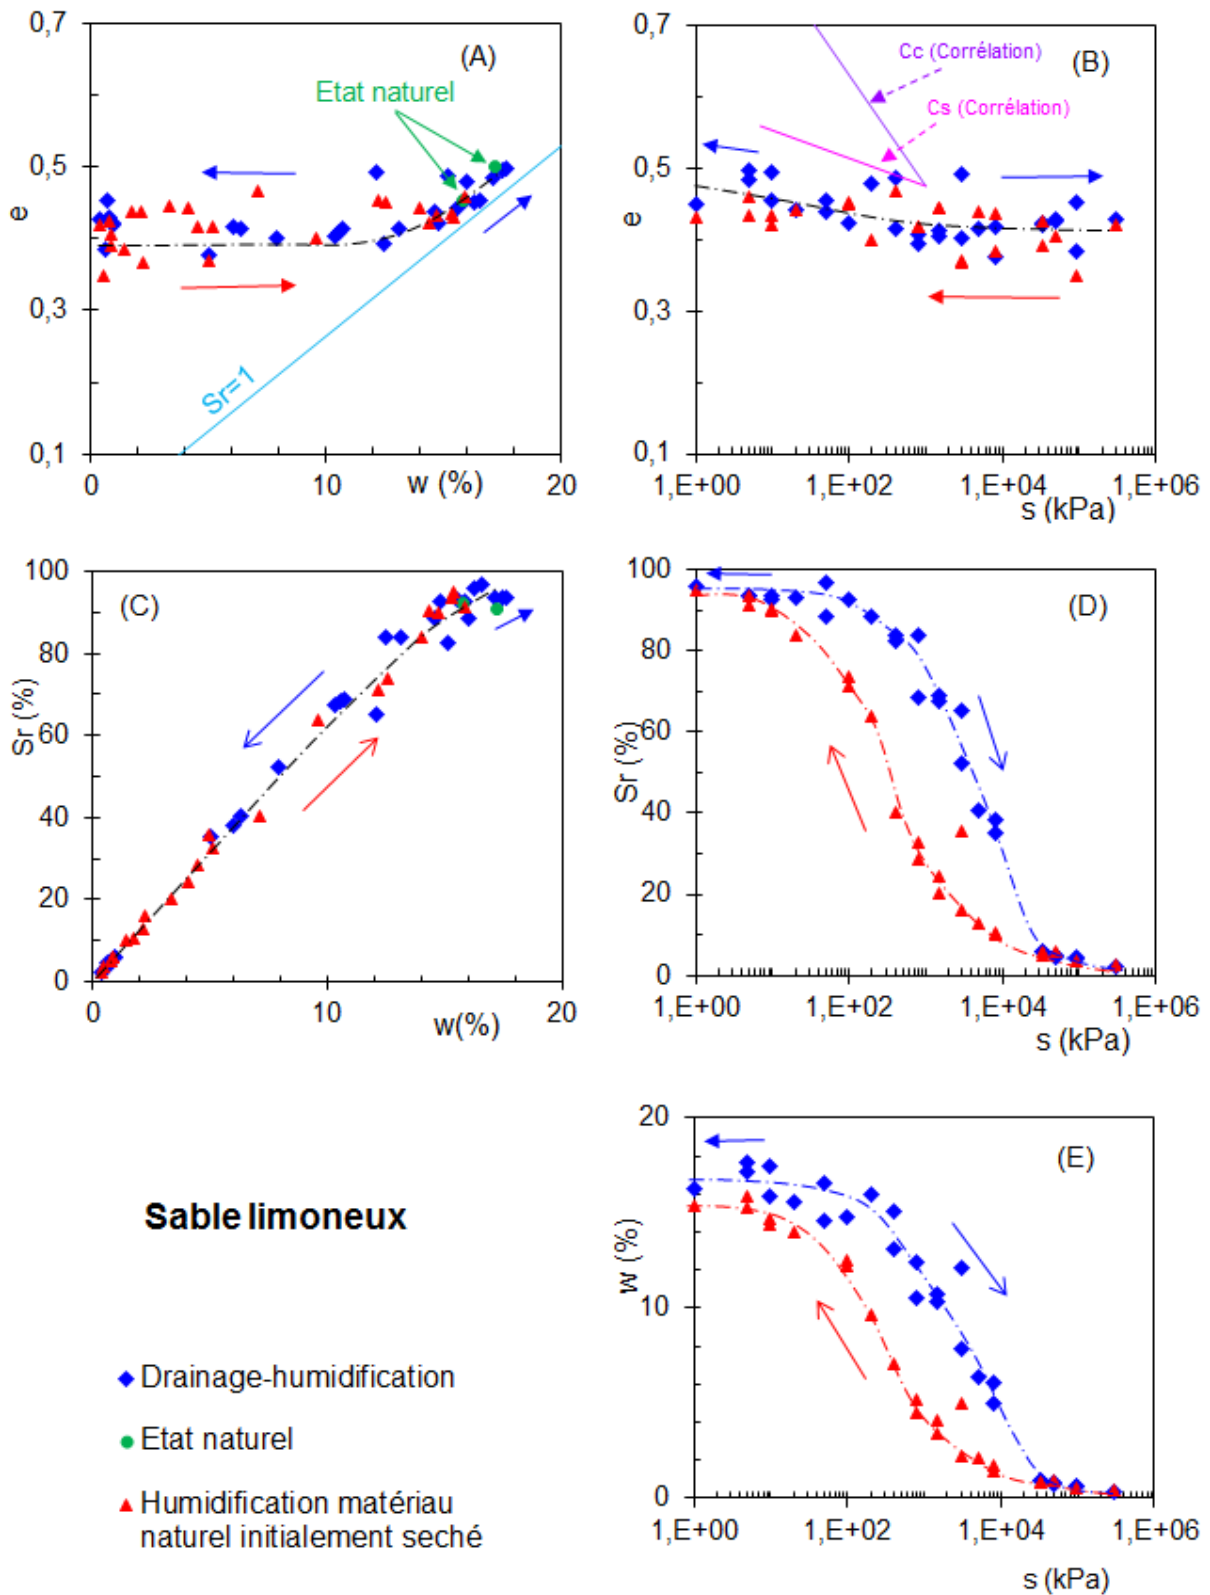 0,7
(A)
Etat naturel
0,5
e
0,3
Sr=1
0,1
0
10
w (%)
20
0,7
Cc (Corrélation)
(B)
Cs (Corrélation)
0,5
e
0,3
0,1
1,E+00
1,E+02
1,E+04
1,E+06
s (kPa)
100
(C)
80
Sr (%)
60
40
20
0
0
10
w(%)
20
100
(D)
80
60
Sr (%)
40
20
0
1,E+00
1,E+02
1,E+04
1,E+06
s (kPa)
20
(E)
w (%)
10
0
1,E+00
1,E+02
1,E+04
1,E+06
s (kPa)
Sable limoneux
Drainage-humidification
Etat naturel
Humidification matériau
naturel initialement seché